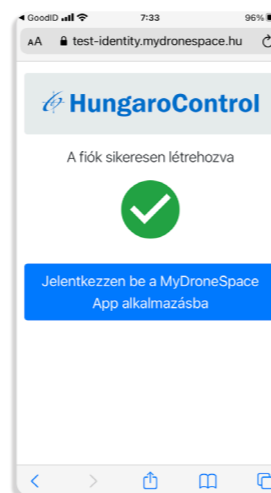 GoodID 7:33 96%
AA test-identity.mydronespace.hu
HungaroControl
A fiók sikeresen létrehozva
Jelentkezzen be a MyDroneSpace
App alkalmazásba